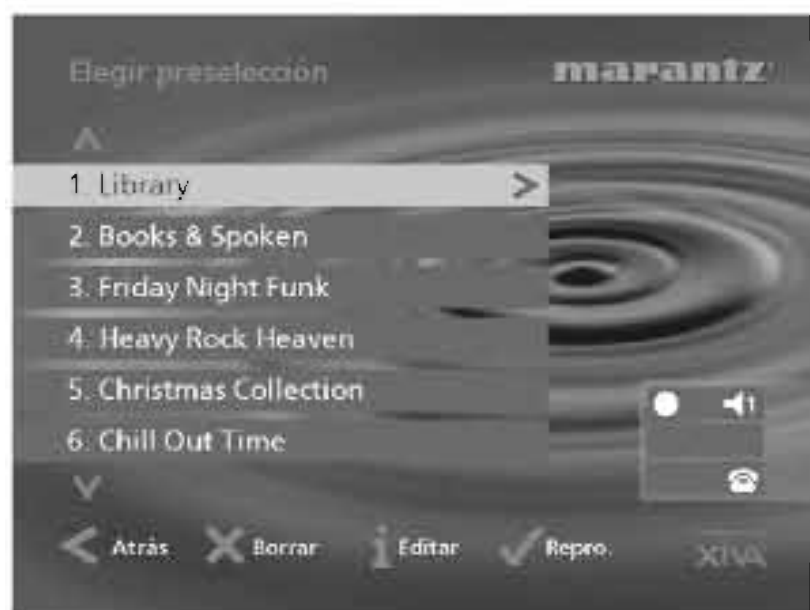 Elegir preselección
marantz
1. Library
2. Books & Spoken
3. Friday Night Funk
4. Heavy Rock Heaven
5. Christmas Collection
6. Chill Out Time
1
Atrás Borrar Editar Repro.
XIVA